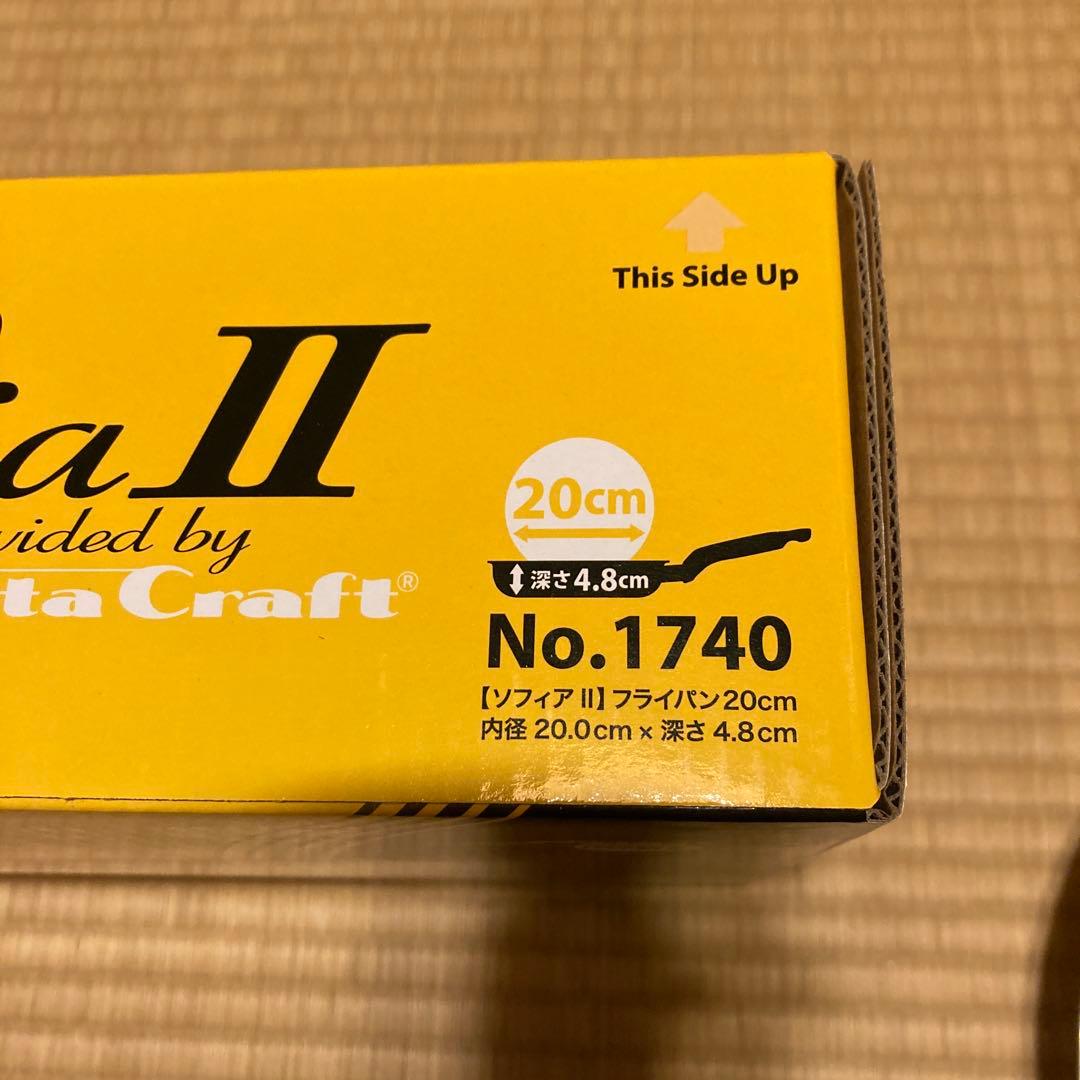 This Side Up
ia II
vided by
ta Craft®
20cm
深さ4.8cm
No.1740
【ソフィアⅡ】フライパン20cm
内径 20.0cm × 深さ 4.8cm